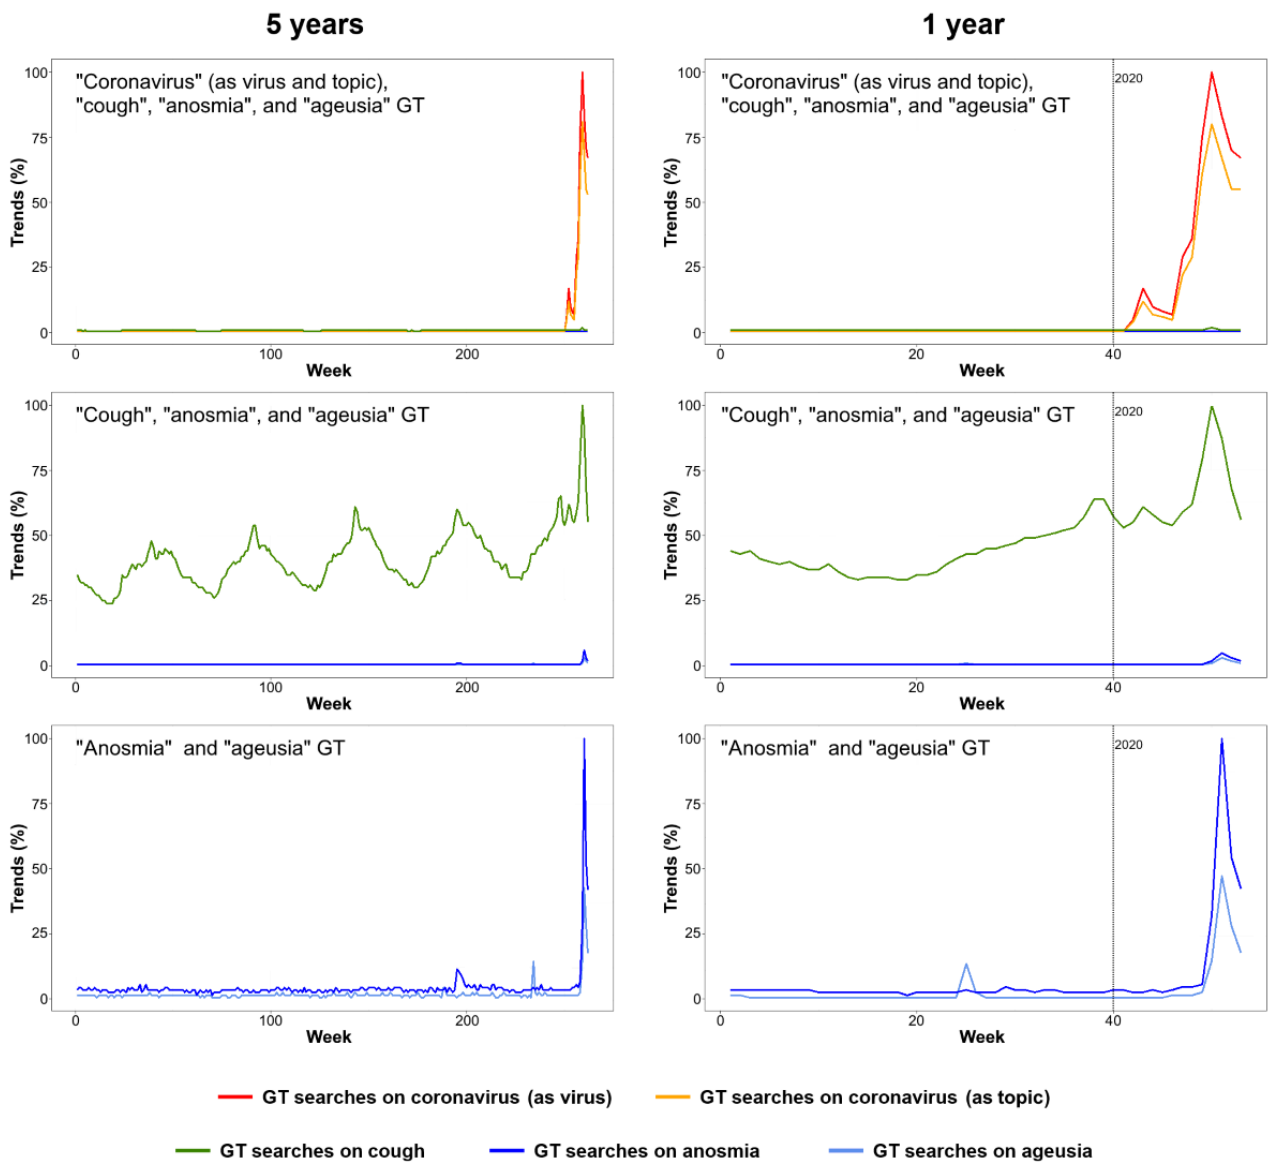 5 years
1 year
"Coronavirus" (as virus and topic),
"cough", "anosmia", and "ageusia" GT
Trends (%)
100
75
50
25
0
0
100
200
Week
"Coronavirus" (as virus and topic),
"cough", "anosmia", and "ageusia" GT
2020
Trends (%)
100
75
50
25
0
0
20
40
Week
"Cough", "anosmia", and "ageusia" GT
Trends (%)
100
75
50
25
0
0
100
200
Week
"Cough", "anosmia", and "ageusia" GT
2020
Trends (%)
100
75
50
25
0
0
20
40
Week
"Anosmia" and "ageusia" GT
Trends (%)
100
75
50
25
0
0
100
200
Week
"Anosmia" and "ageusia" GT
2020
Trends (%)
100
75
50
25
0
0
20
40
Week
GT searches on coronavirus (as virus)
GT searches on coronavirus (as topic)
GT searches on cough
GT searches on anosmia
GT searches on ageusia